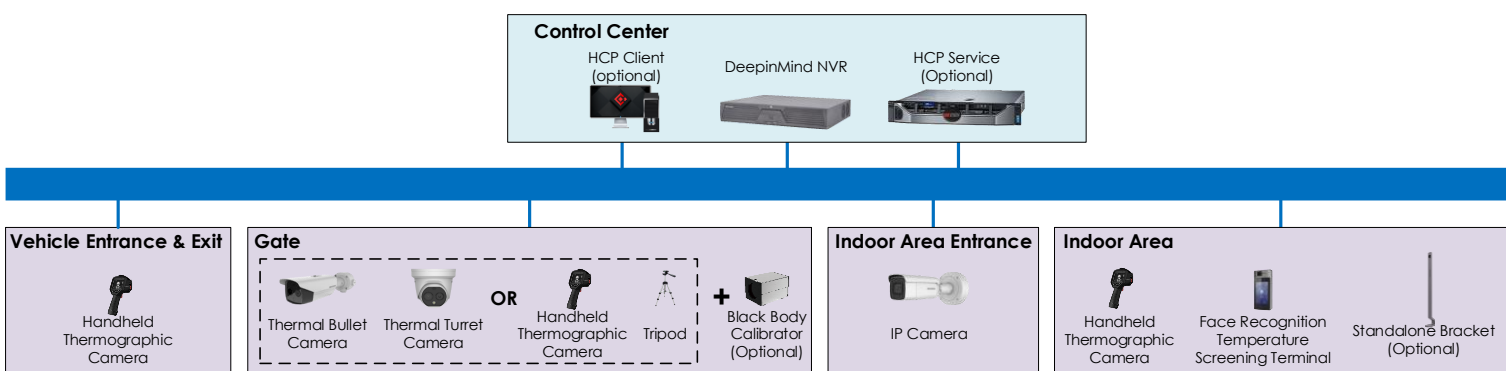 Control Center
HCP Client
(optional)
DeepinMind NVR
HCP Service
(Optional)
Vehicle Entrance & Exit
Handheld
Thermographic
Camera
Gate
Thermal Bullet
Camera
Thermal Turret
Camera
OR
Handheld
Thermographic
Camera
Tripod
+
Black Body
Calibrator
(Optional)
Indoor Area Entrance
IP Camera
Indoor Area
Handheld
Thermographic
Camera
Face Recognition
Temperature
Screening Terminal
Standalone Bracket
(Optional)